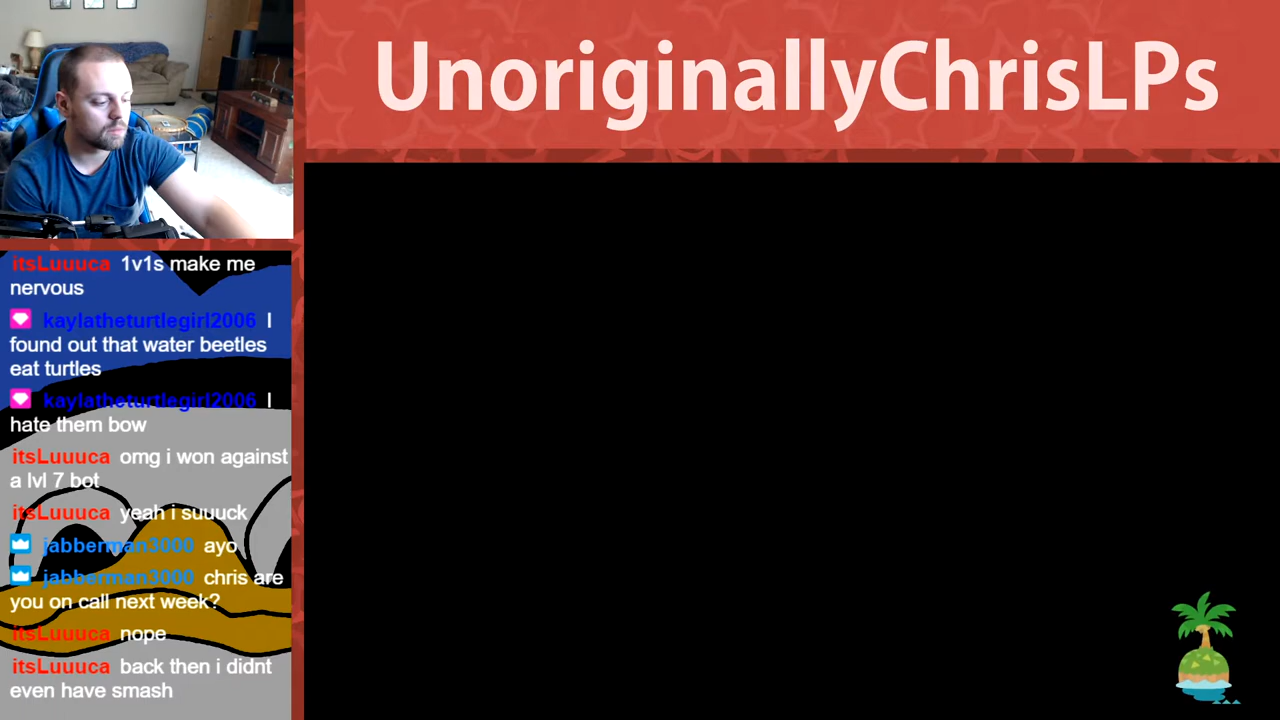 UnoriginallyChrisLPs
itsLuuuca 1v1s make me
nervous
kaylatheturtlegirl2006 I
found out that water beetles
eat turtles
kaylatheturtlegirl2006 I
hate them bow
itsLuuuca omg i won against
a lvl 7 bot
itsLuuuca yeah i suuuck
jabberman3000 ayo
jabberman3000 chris are
you on call next week?
itsLuuuca nope
itsLuuuca back then i didnt
even have smash